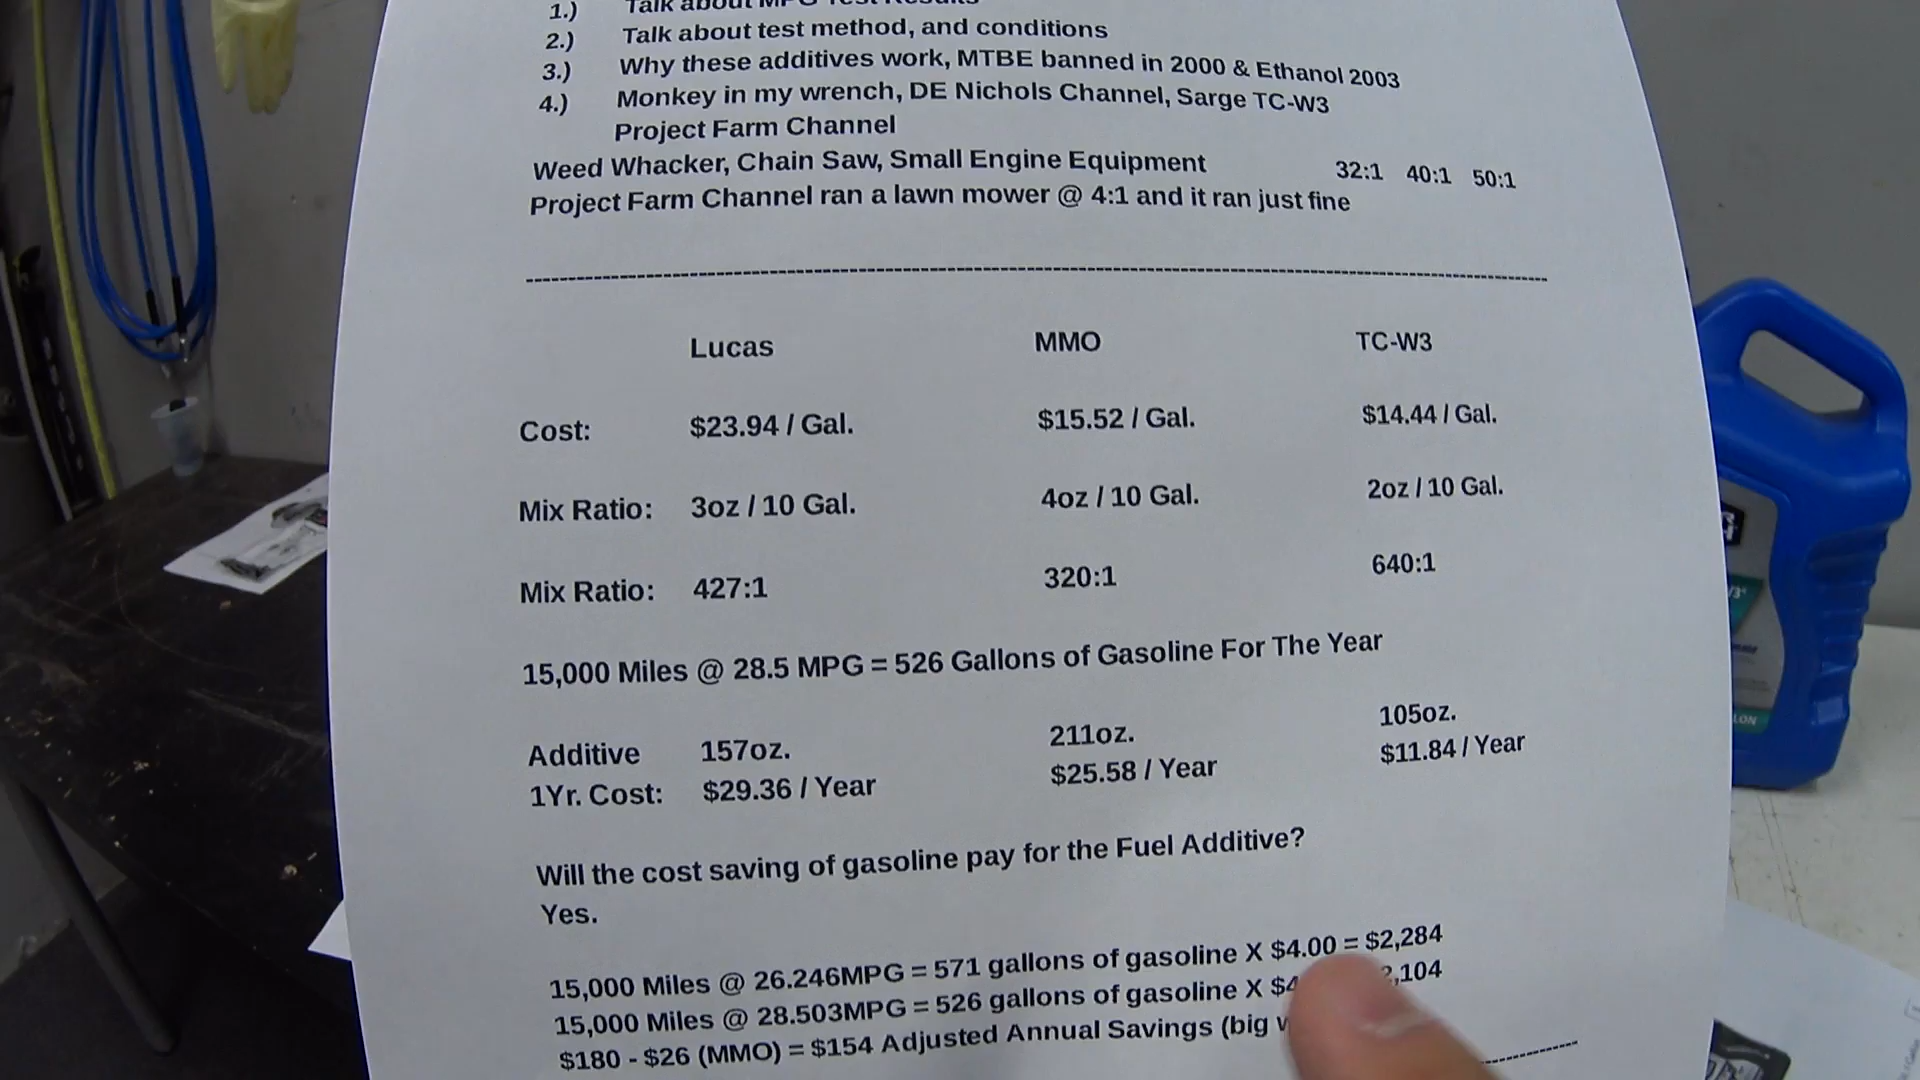 1.) Talk about MPG Test Results
2.) Talk about test method, and conditions
3.) Why these additives work, MTBE banned in 2000 & Ethanol 2003
4.) Monkey in my wrench, DE Nichols Channel, Sarge TC-W3
Project Farm Channel
Weed Whacker, Chain Saw, Small Engine Equipment 32:1 40:1 50:1
Project Farm Channel ran a lawn mower @ 4:1 and it ran just fine
Lucas MMO TC-W3
Cost: $23.94 / Gal. $15.52 / Gal. $14.44 / Gal.
Mix Ratio: 3oz / 10 Gal. 4oz / 10 Gal. 2oz / 10 Gal.
Mix Ratio: 427:1 320:1 640:1
15,000 Miles @ 28.5 MPG = 526 Gallons of Gasoline For The Year
Additive 157oz. 211oz. 105oz.
1Yr. Cost: $29.36 / Year $25.58 / Year $11.84 / Year
Will the cost saving of gasoline pay for the Fuel Additive?
Yes.
15,000 Miles @ 26.246MPG = 571 gallons of gasoline X $4.00 = $2,284
15,000 Miles @ 28.503MPG = 526 gallons of gasoline X $4 ,104
$180 - $26 (MMO) = $154 Adjusted Annual Savings (big